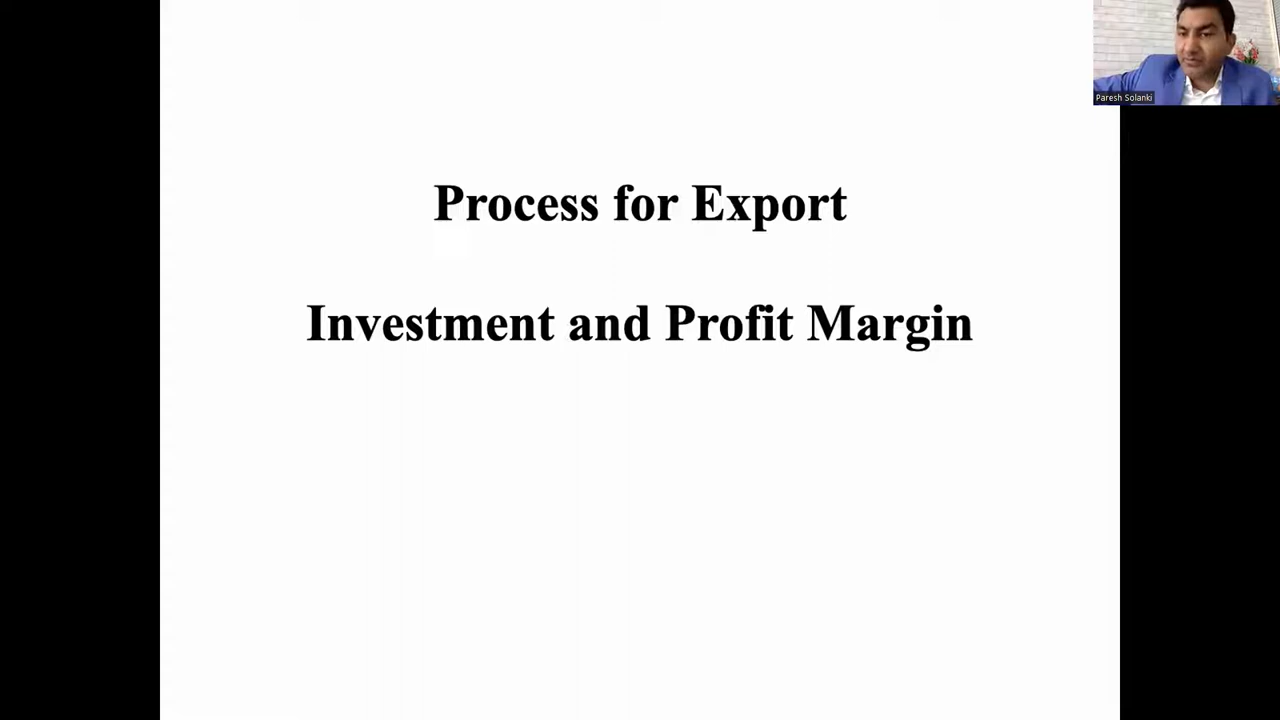 Paresh Solanki
Process for Export
Investment and Profit Margin